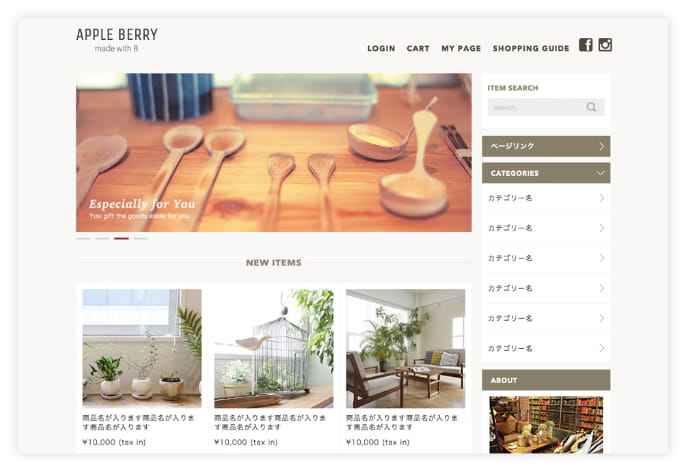 APPLE BERRY
made with B
LOGIN CART MY PAGE SHOPPING GUIDE
Especially for You
You gift the goods aside for you.
ITEM SEARCH
Search..
ページリンク
CATEGORIES
カテゴリー名
カテゴリー名
カテゴリー名
カテゴリー名
カテゴリー名
カテゴリー名
ABOUT
NEW ITEMS
商品名が入ります商品名が入りま
す商品名が入ります
¥10,000 (tax in)
商品名が入ります商品名が入りま
す商品名が入ります
¥10,000 (tax in)
商品名が入ります商品名が入りま
す商品名が入ります
¥10,000 (tax in)